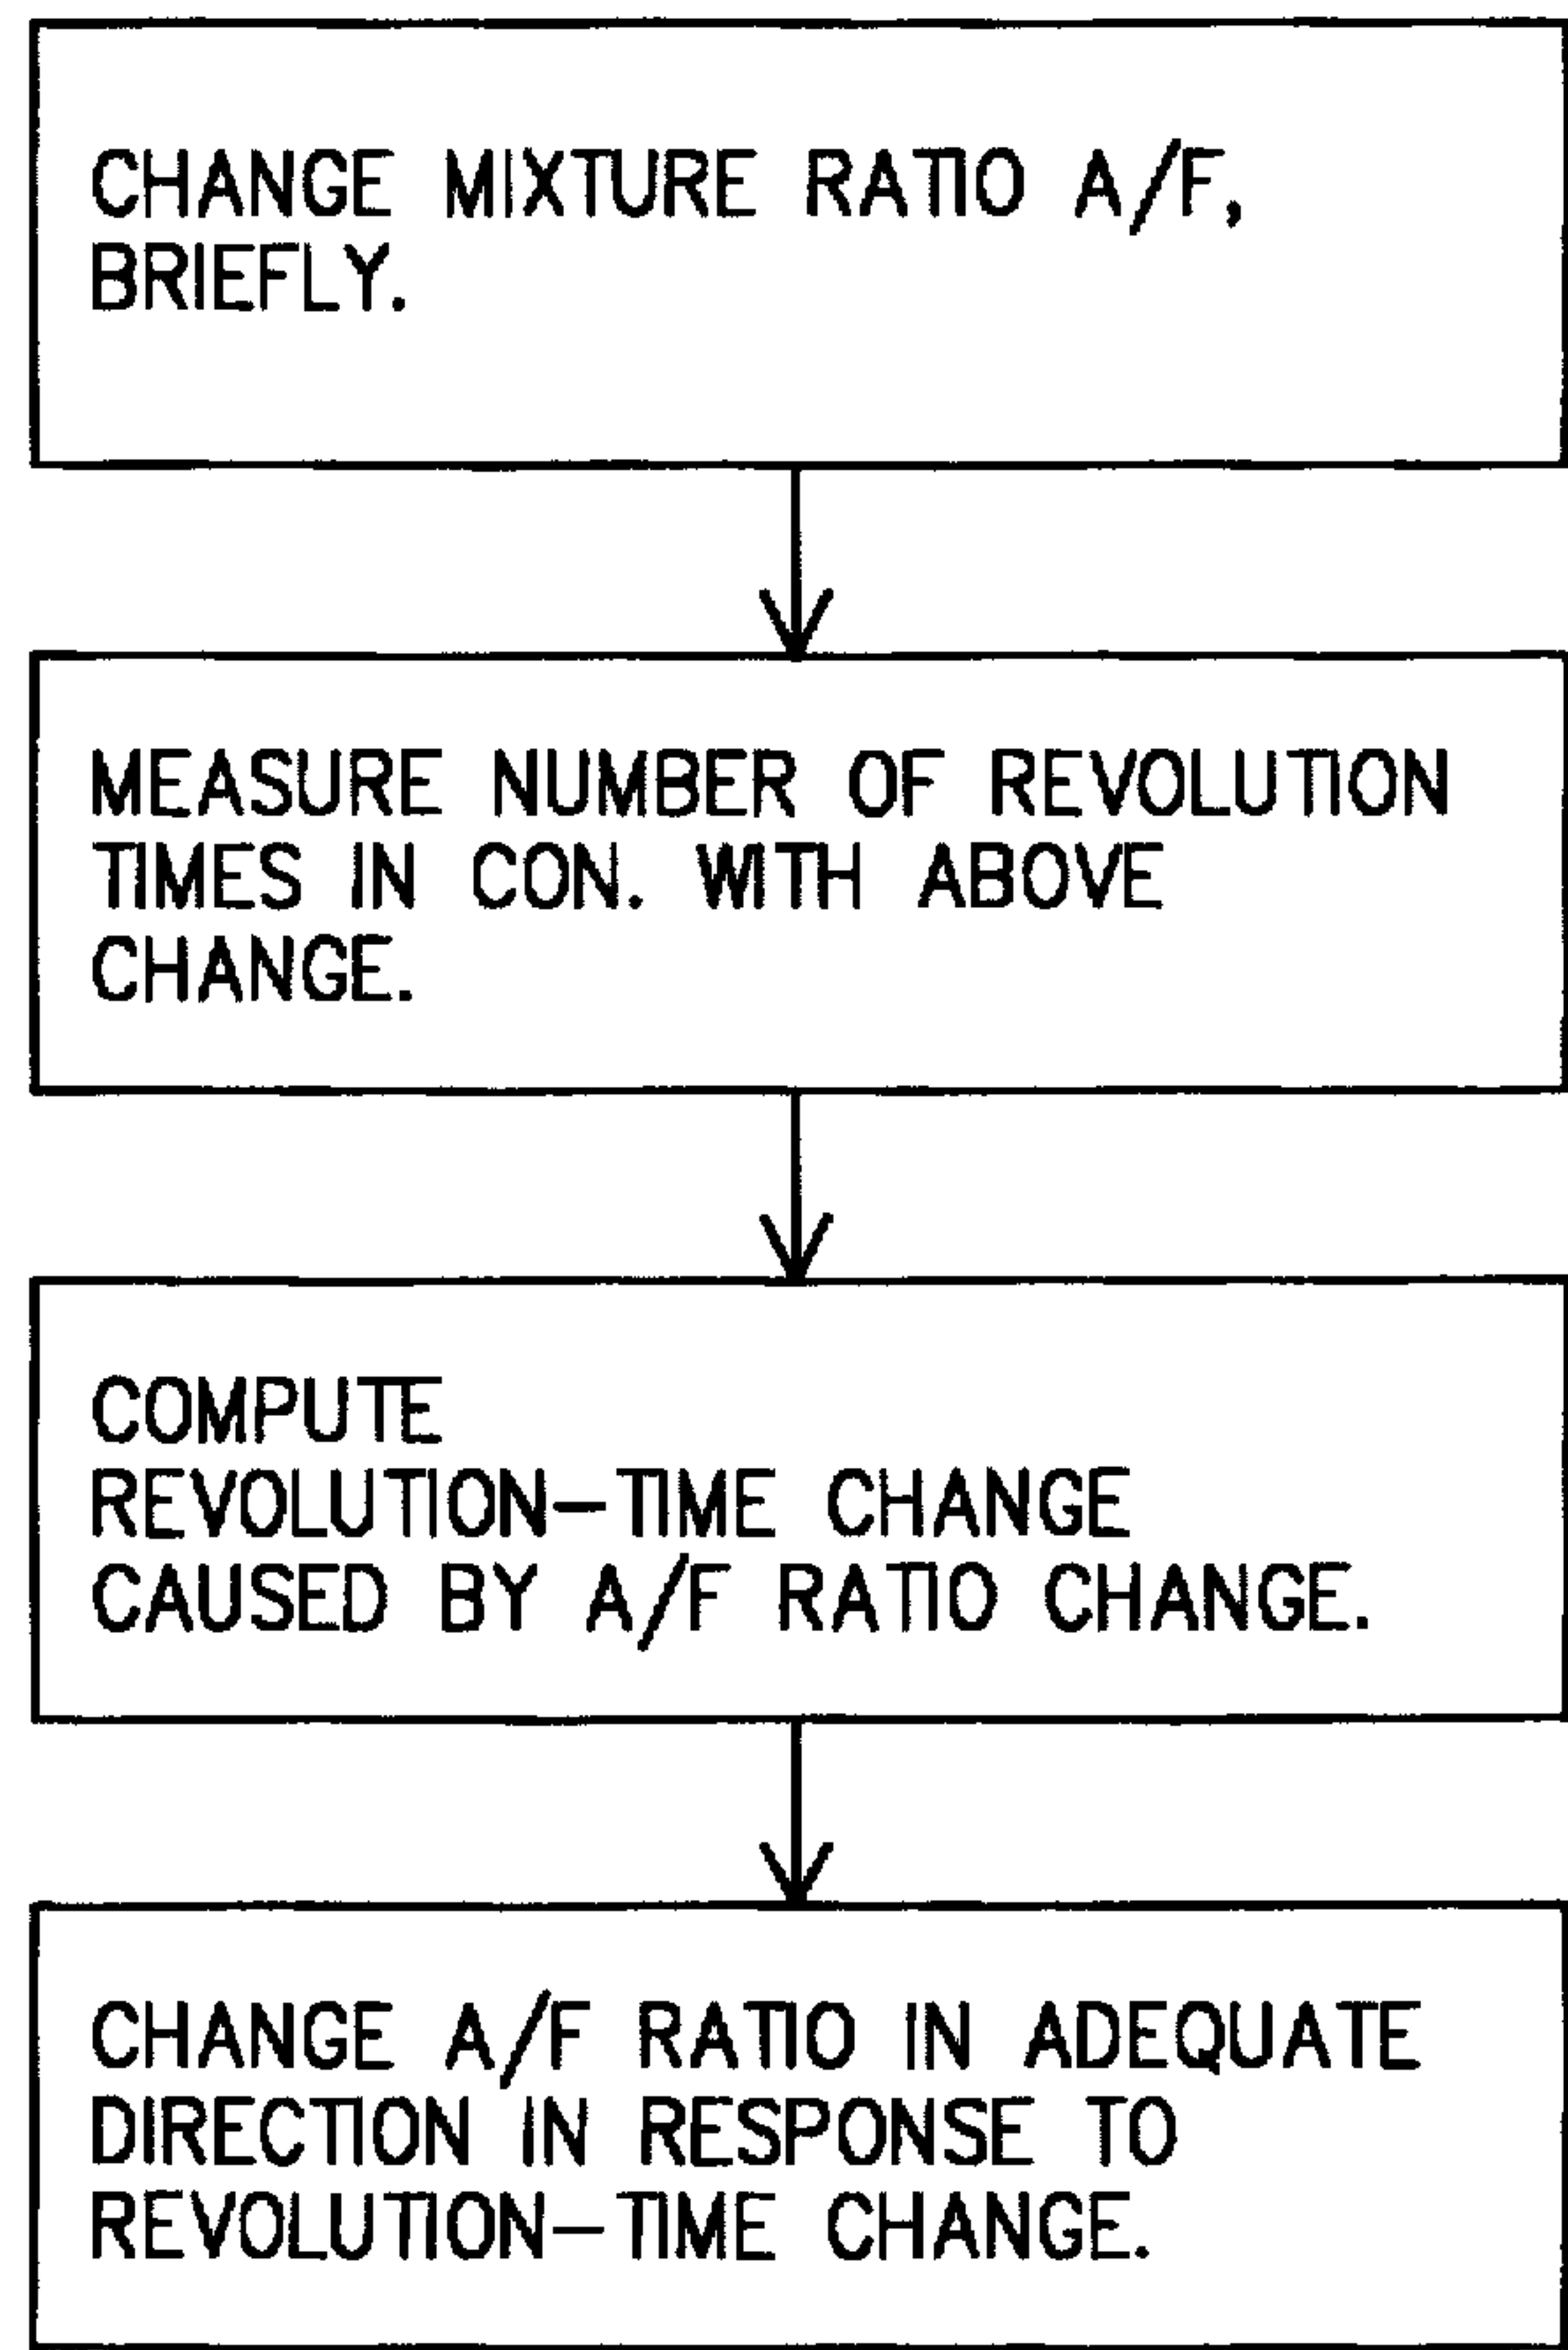 CHANGE MIXTURE RATIO A/F,
BRIEFLY.
MEASURE NUMBER OF REVOLUTION
TIMES IN CON. WITH ABOVE
CHANGE.
COMPUTE
REVOLUTION-TIME CHANGE
CAUSED BY A/F RATIO CHANGE.
CHANGE A/F RATIO IN ADEQUATE
DIRECTION IN RESPONSE TO
REVOLUTION-TIME CHANGE.